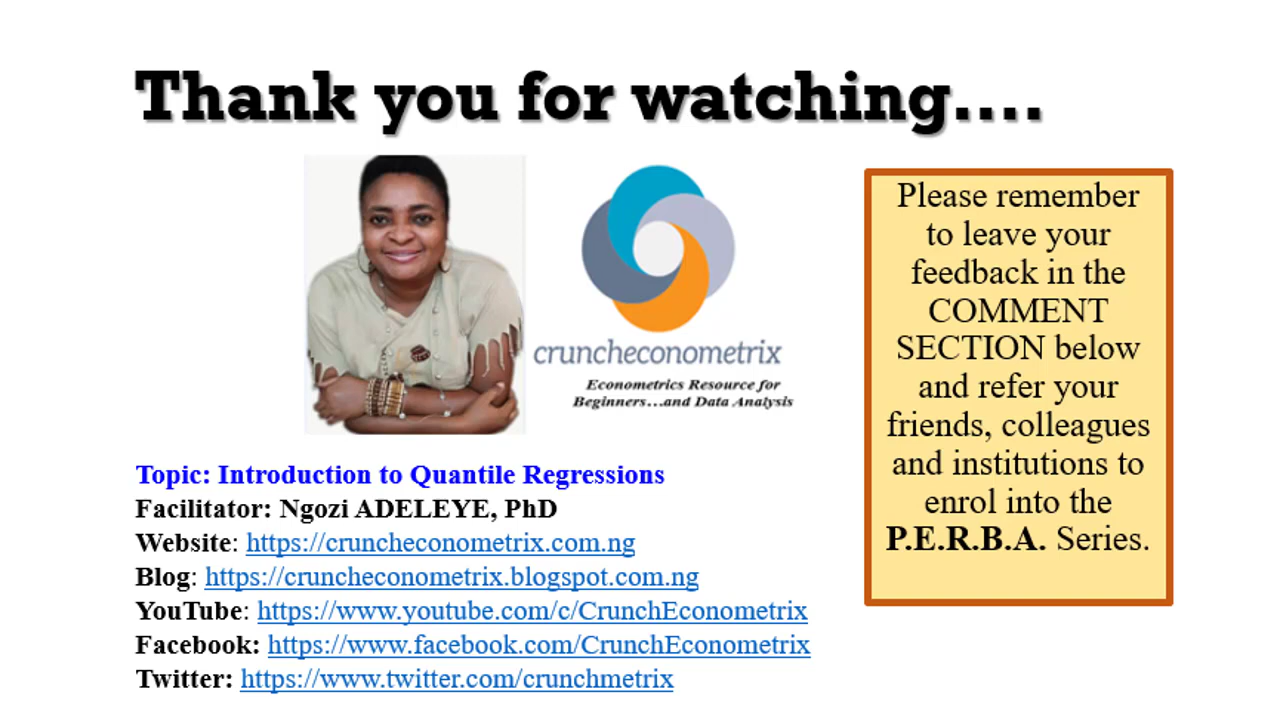 Thank you for watching....
cruncheconometrix
Econometrics Resource for
Beginners...and Data Analysis
Please remember
to leave your
feedback in the
COMMENT
SECTION below
and refer your
friends, colleagues
and institutions to
enrol into the
P.E.R.B.A. Series.
Topic: Introduction to Quantile Regressions
Facilitator: Ngozi ADELEYE, PhD
Website: https://cruncheconometrix.com.ng
Blog: https://cruncheconometrix.blogspot.com.ng
YouTube: https://www.youtube.com/c/CrunchEconometrix
Facebook: https://www.facebook.com/CrunchEconometrix
Twitter: https://www.twitter.com/crunchmetrix